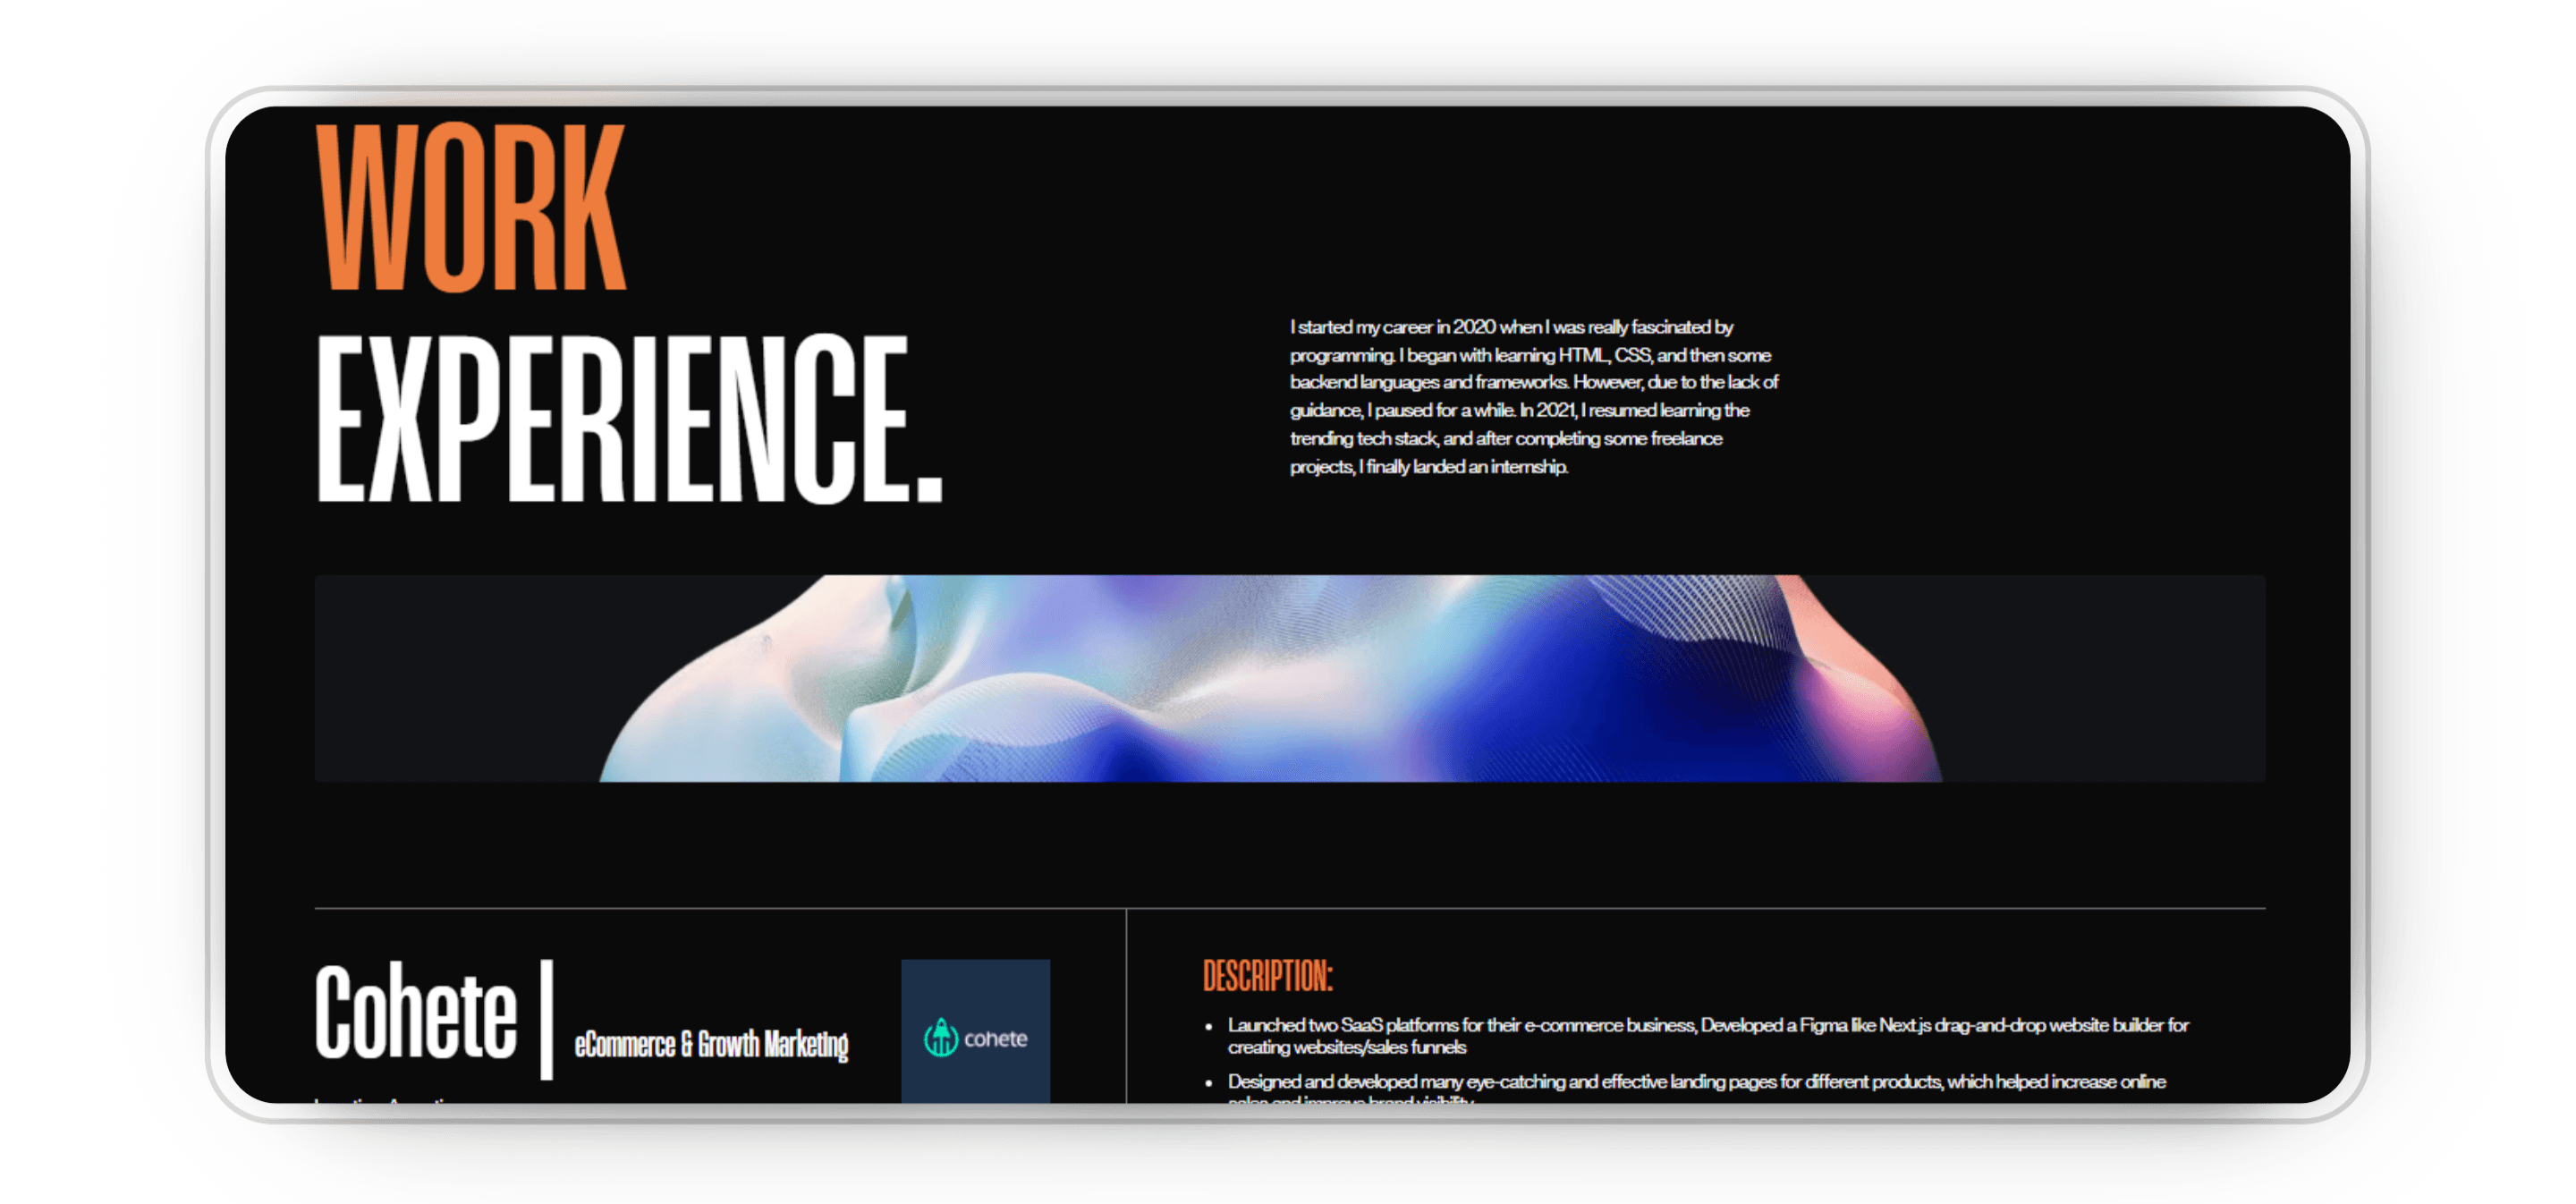 WORK
EXPERIENCE.
I started my career in 2020 when I was really fascinated by
programming. I began with learning HTML, CSS, and then some
backend languages and frameworks. However, due to the lack of
guidance, I paused for a while. In 2021, I resumed learning the
trending tech stack, and after completing some freelance
projects, I finally landed an internship.
Cohete
eCommerce & Growth Marketing
cohete
DESCRIPTION:
• Launched two SaaS platforms for their e-commerce business, Developed a Figma like Next.js drag-and-drop website builder for
creating websites/sales funnels
• Designed and developed many eye-catching and effective landing pages for different products, which helped increase online
sales and improve brand visibility